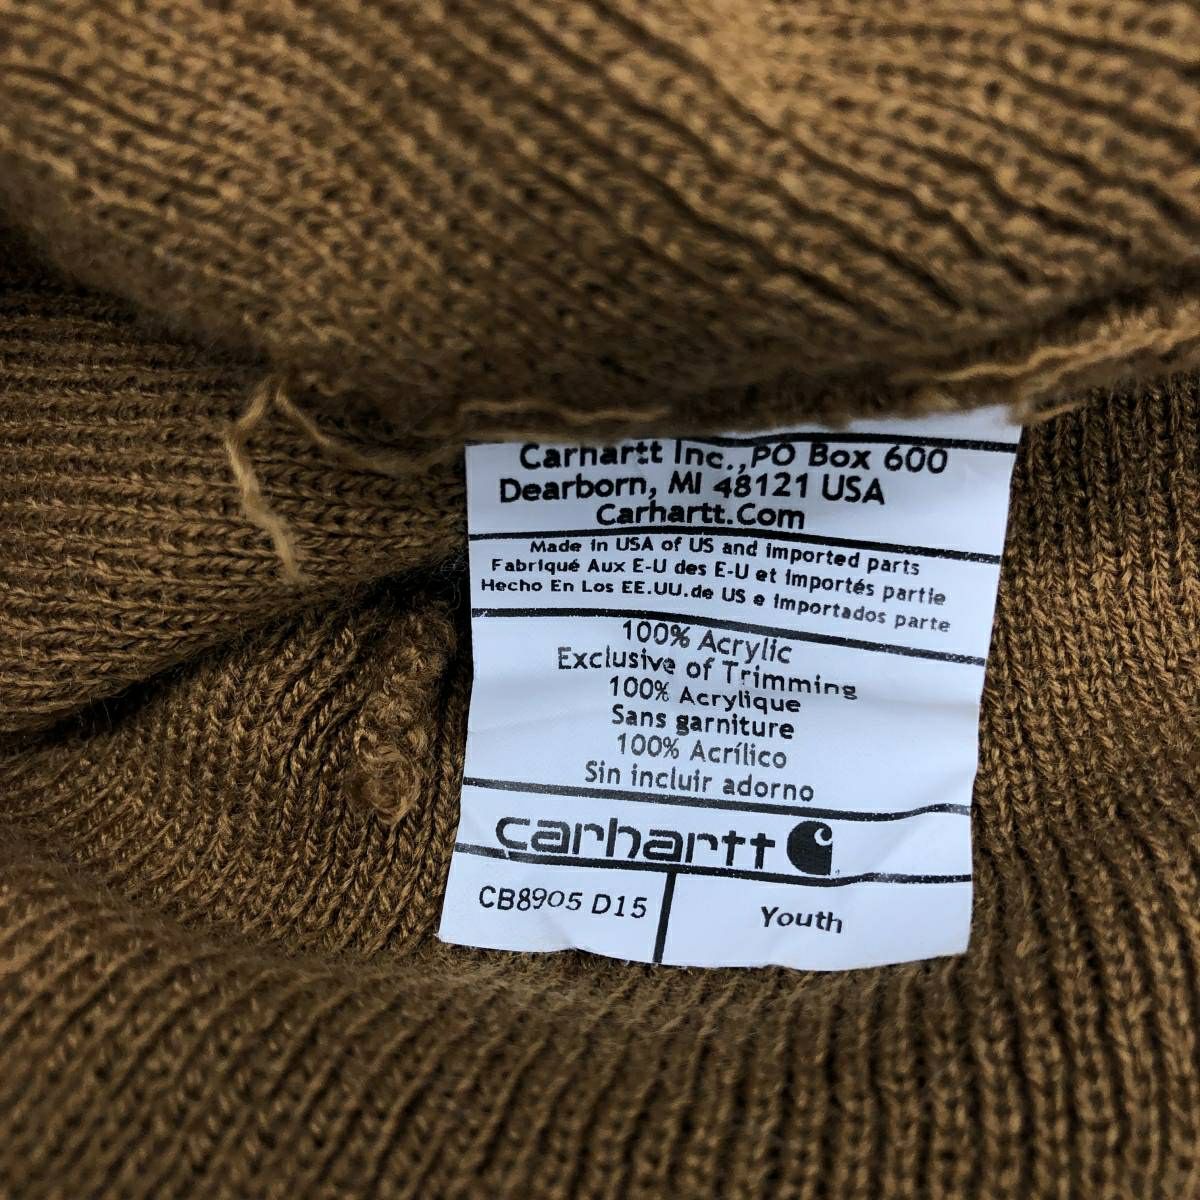 Carhartt Inc.,PO Box 600
Dearborn, MI 48121 USA
Carhartt.Com
Made in USA of US and imported parts
Fabriqué Aux E-U des E-U et importés partie
Hecho En Los EE.UU.de US e importados parte
100% Acrylic
Exclusive of Trimming
100% Acrylique
Sans garniture
100% Acrílico
Sin incluir adorno
carhartt
CB8905 D15
Youth